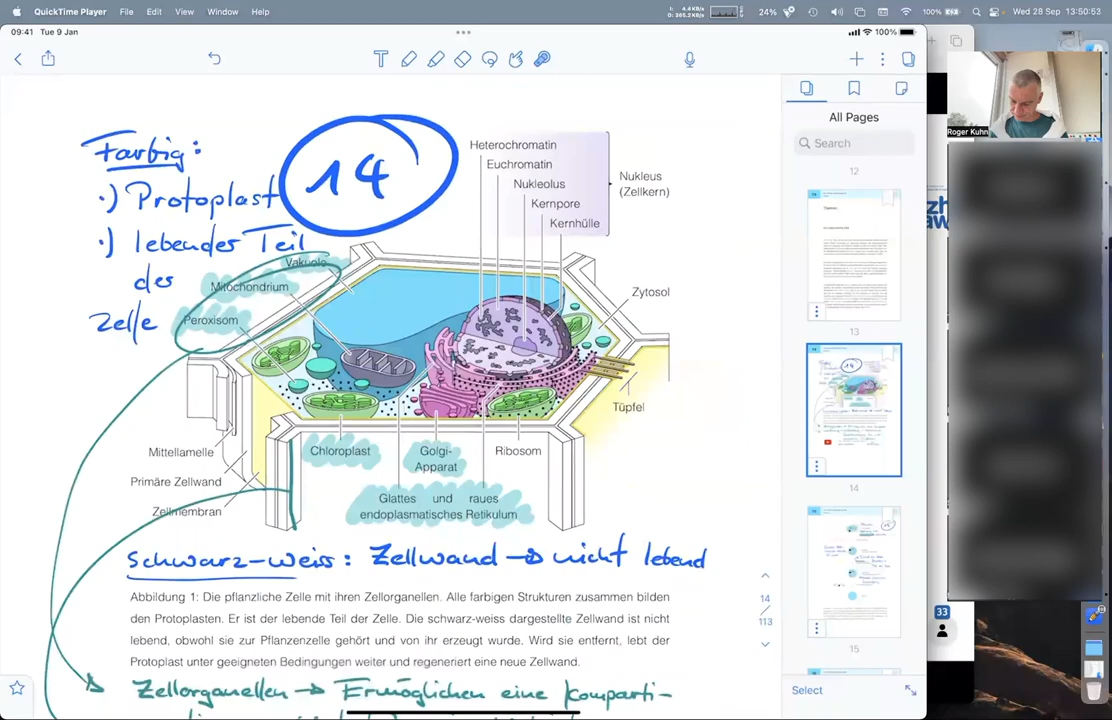 QuickTime Player File Edit View Window Help
24% 100% Wed 28 Sep 13:50:53
09:41 Tue 9 Jan
100%
All Pages
Search
12
13
14
15
Select
14
/
113
Roger Kuhn
33
Farbig:
·) Protoplast
·) lebender Teil
des
Zelle
14
Heterochromatin
Euchromatin
Nukleolus
Kernpore
Kernhülle
Nukleus
(Zellkern)
Vakuole
Mitochondrium
Peroxisom
Zytosol
Tüpfel
Mittellamelle
Primäre Zellwand
Zellmembran
Chloroplast
Golgi-
Apparat
Ribosom
Glattes und raues
endoplasmatisches Retikulum
Schwarz-weiss: Zellwand → nicht lebend
Abbildung 1: Die pflanzliche Zelle mit ihren Zellorganellen. Alle farbigen Strukturen zusammen bilden
den Protoplasten. Er ist der lebende Teil der Zelle. Die schwarz-weiss dargestellte Zellwand ist nicht
lebend, obwohl sie zur Pflanzenzelle gehört und von ihr erzeugt wurde. Wird sie entfernt, lebt der
Protoplast unter geeigneten Bedingungen weiter und regeneriert eine neue Zellwand.
Zellorganellen → Ermöglichen eine Komparti-